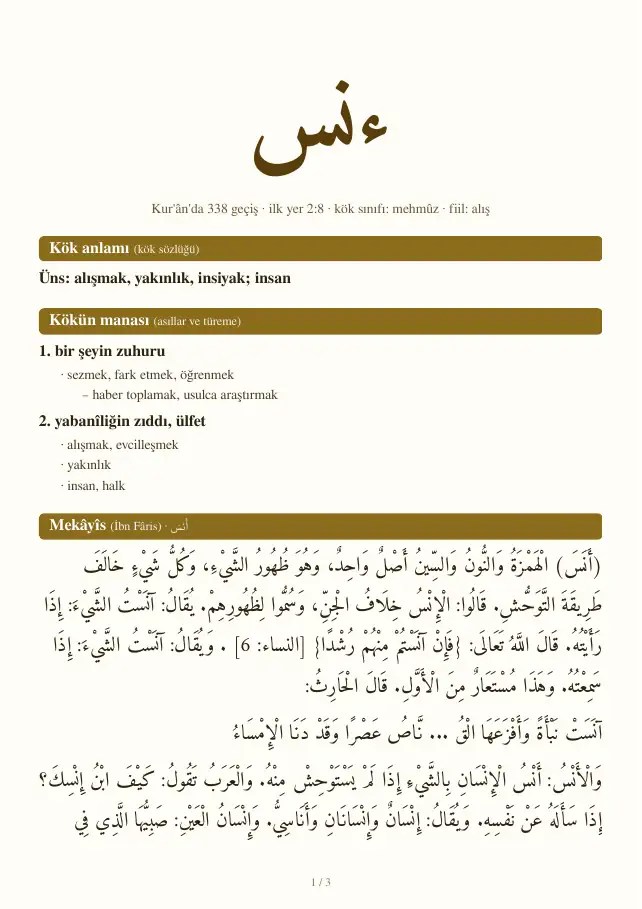 ءنس
Kur'ân'da 338 geçiş · ilk yer 2:8 · kök sınıfı: mehmûz · fiil: alış
Kök anlamı (kök sözlüğü)
Üns: alışmak, yakınlık, insiyak; insan
Kökün manası (asıllar ve türeme)
1. bir şeyin zuhuru
· sezmek, fark etmek, öğrenmek
– haber toplamak, usulca araştırmak
2. yabanîliğin zıddı, ülfet
· alışmak, evcilleşmek
· yakınlık
· insan, halk
Mekâyîs (İbn Fâris) · أنس
(أَنَسَ) الْهَمْزَةُ وَالنُّونُ وَالسِّينُ أَصْلٌ وَاحِدٌ، وَهُوَ ظُهُورُ الشَّيْءِ، وَكُلُّ شَيْءٍ خَالَفَ
طَرِيقَةَ التَّوَحُّشِ. قَالُوا: الْإِنْسُ خِلَافُ الْجِنِّ، وَسُمُّوا لِظُهُورِهِمْ. يُقَالُ: آنَسْتُ الشَّيْءَ: إِذَا
رَأَيْتَهُ. قَالَ اللَّهُ تَعَالَى: {فَإِنْ آنَسْتُمْ مِنْهُمْ رُشْدًا} [النساء: 6] . وَيُقَالُ: آنَسْتُ الشَّيْءَ: إِذَا
سَمِعْتَهُ. وَهَذَا مُسْتَعَارٌ مِنَ الْأَوَّلِ. قَالَ الْحَارِثُ:
آنَسَتْ نَبْأَةً وَأَفْزَعَهَا الْقُ ... نَّاصُ عَصْرًا وَقَدْ دَنَا الْإِمْسَاءُ
وَالْأُنْسُ: أُنْسُ الْإِنْسَانِ بِالشَّيْءِ إِذَا لَمْ يَسْتَوْحِشْ مِنْهُ. وَالْعَرَبُ تَقُولُ: كَيْفَ ابْنُ إِنْسِكَ؟
إِذَا سَأَلَهُ عَنْ نَفْسِهِ. وَيُقَالُ: إِنْسَانٌ وَإِنْسَانَانِ وَأَنَاسِيُّ. وَإِنْسَانُ الْعَيْنِ: صَبِيُّهَا الَّذِي فِي
1 / 3